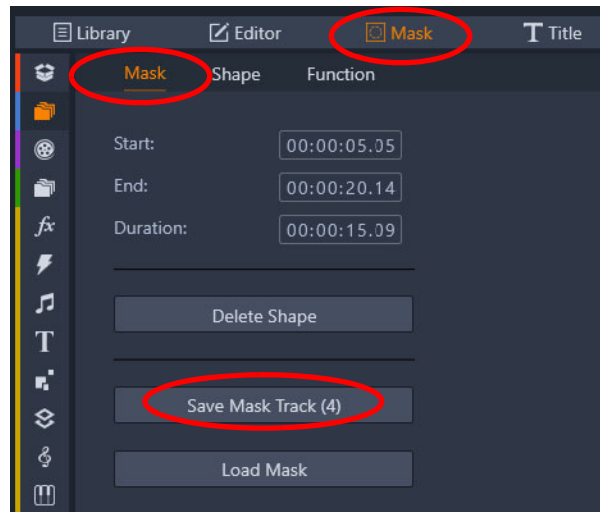 Library Editor Mask T Title
Mask Shape Function
Start: 00:00:05.05
End: 00:00:20.14
Duration: 00:00:15.09
Delete Shape
Save Mask Track (4)
Load Mask